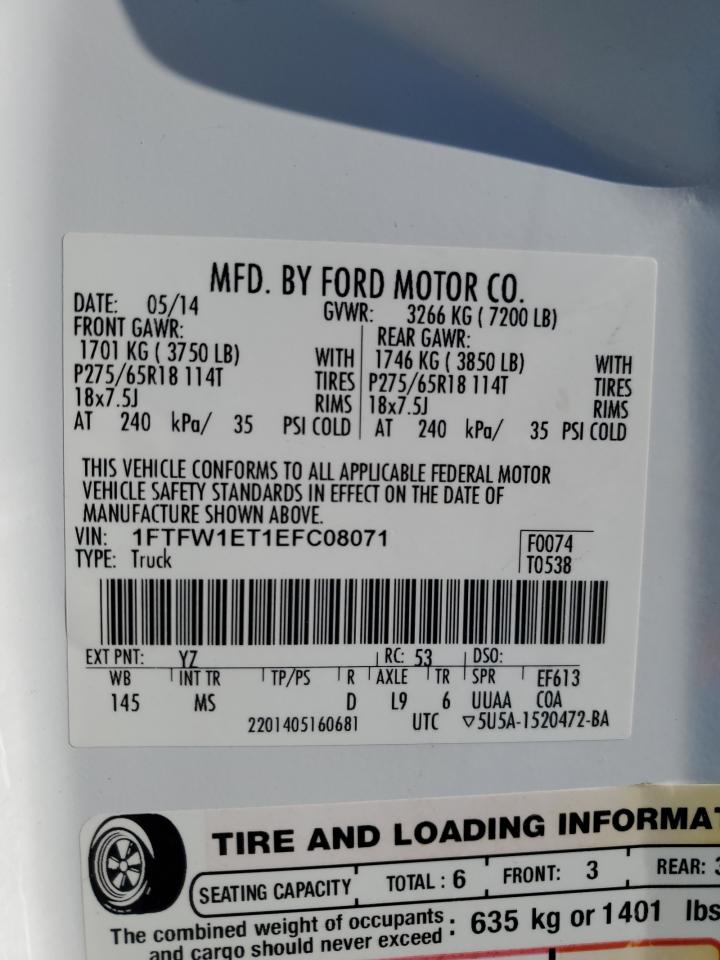 MFD. BY FORD MOTOR CO.
DATE: 05/14 GVWR: 3266 KG ( 7200 LB)
FRONT GAWR: REAR GAWR:
1701 KG ( 3750 LB) WITH 1746 KG ( 3850 LB) WITH
P275/65R18 114T TIRES P275/65R18 114T TIRES
18x7.5J RIMS 18x7.5J RIMS
AT 240 kPa/ 35 PSI COLD AT 240 kPa/ 35 PSI COLD
THIS VEHICLE CONFORMS TO ALL APPLICABLE FEDERAL MOTOR
VEHICLE SAFETY STANDARDS IN EFFECT ON THE DATE OF
MANUFACTURE SHOWN ABOVE.
VIN: 1FTFW1ET1EFC08071 F0074
TYPE: Truck T0538
EXT PNT: YZ RC: 53 DSO:
WB INT TR TP/PS R AXLE TR SPR EF613
145 MS D L9 6 UUAA COA
2201405160681 UTC ▽5U5A-1520472-BA
TIRE AND LOADING INFORMAT
SEATING CAPACITY TOTAL : 6 FRONT: 3 REAR: 3
The combined weight of occupants
and cargo should never exceed : 635 kg or 1401 lbs